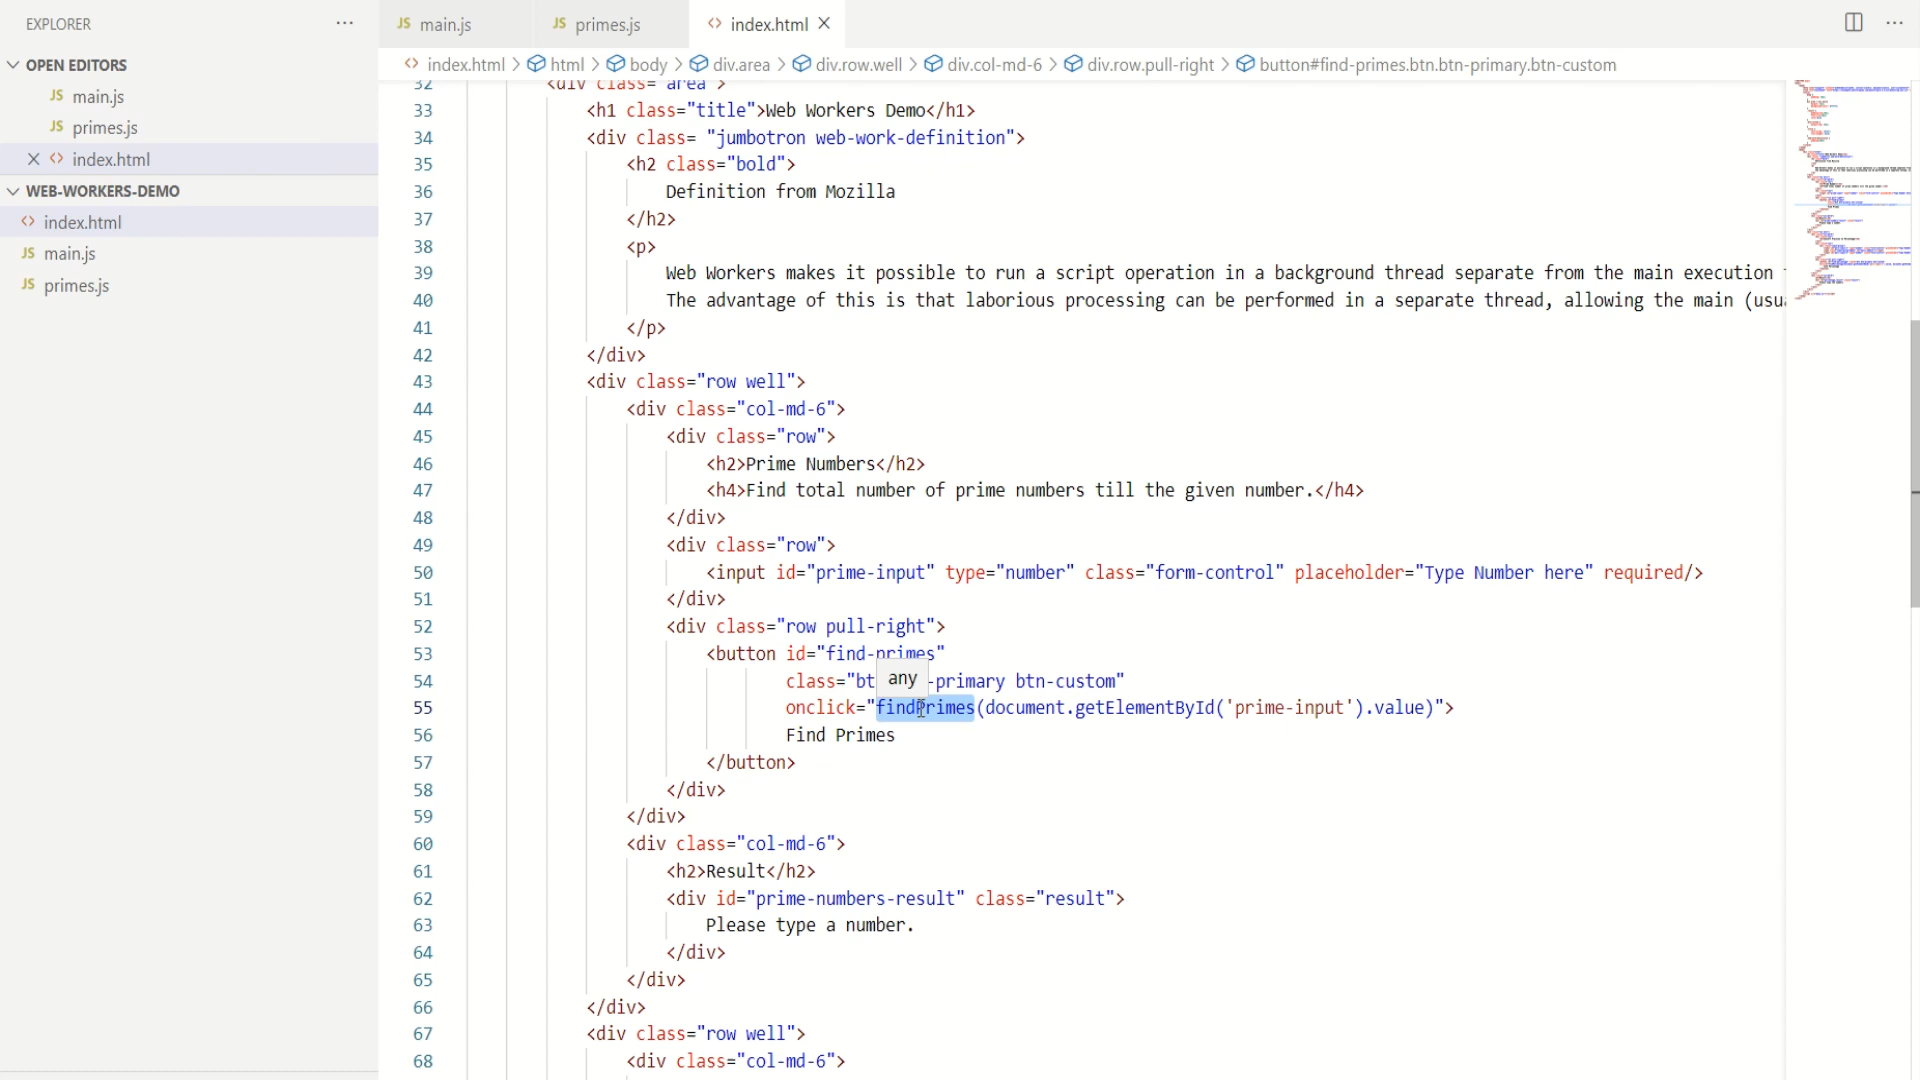 EXPLORER
OPEN EDITORS
JS main.js
JS primes.js
index.html
WEB-WORKERS-DEMO
index.html
JS main.js
JS primes.js
JS main.js
JS primes.js
<> index.html
<> index.html > html > body > div.area > div.row.well > div.col-md-6 > div.row.pull-right > button#find-primes.btn.btn-primary.btn-custom
32 <div class="area">
33 <h1 class="title">Web Workers Demo</h1>
34 <div class= "jumbotron web-work-definition">
35 <h2 class="bold">
36 Definition from Mozilla
37 </h2>
38 <p>
39 Web Workers makes it possible to run a script operation in a background thread separate from the main execution
40 The advantage of this is that laborious processing can be performed in a separate thread, allowing the main (usu
41 </p>
42 </div>
43 <div class="row well">
44 <div class="col-md-6">
45 <div class="row">
46 <h2>Prime Numbers</h2>
47 <h4>Find total number of prime numbers till the given number.</h4>
48 </div>
49 <div class="row">
50 <input id="prime-input" type="number" class="form-control" placeholder="Type Number here" required/>
51 </div>
52 <div class="row pull-right">
53 <button id="find-primes"
54 class="bt -primary btn-custom"
any
55 onclick="findPrimes(document.getElementById('prime-input').value)">
56 Find Primes
57 </button>
58 </div>
59 </div>
60 <div class="col-md-6">
61 <h2>Result</h2>
62 <div id="prime-numbers-result" class="result">
63 Please type a number.
64 </div>
65 </div>
66 </div>
67 <div class="row well">
68 <div class="col-md-6">